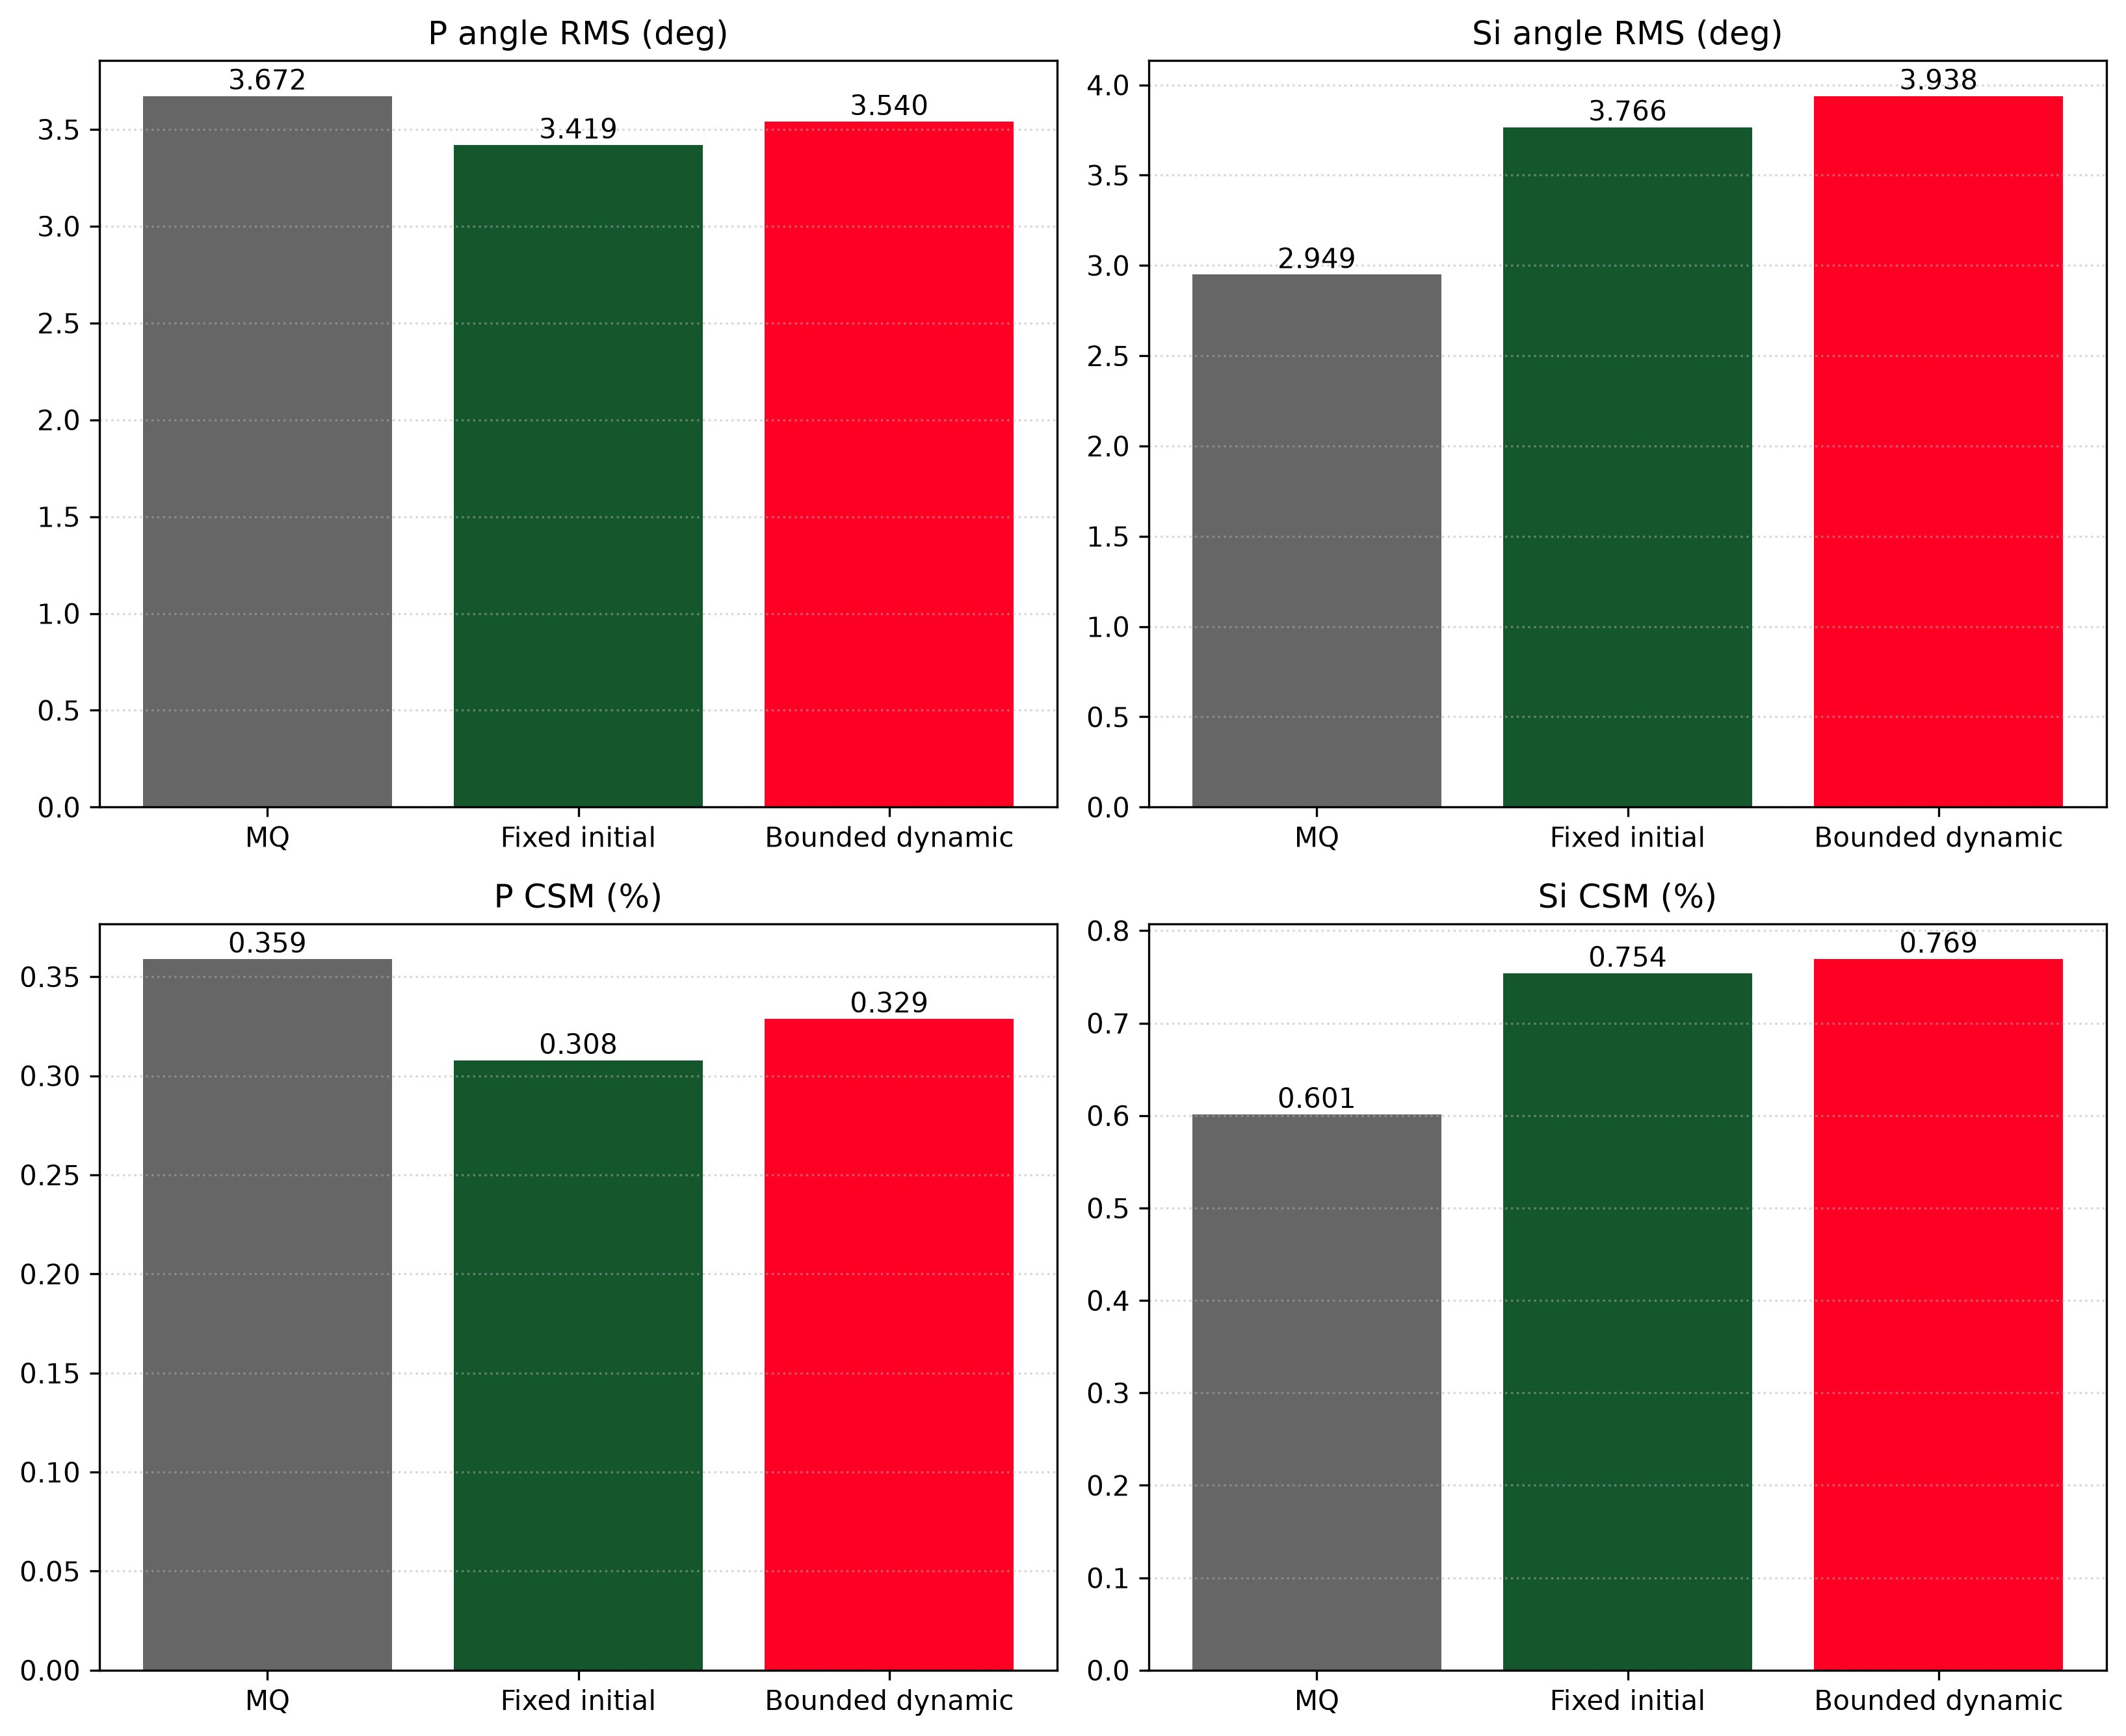 P angle RMS (deg)
3.672
3.419
3.540
3.5
3.0
2.5
2.0
1.5
1.0
0.5
0.0
MQ
Fixed initial
Bounded dynamic
Si angle RMS (deg)
2.949
3.766
3.938
4.0
3.5
3.0
2.5
2.0
1.5
1.0
0.5
0.0
MQ
Fixed initial
Bounded dynamic
P CSM (%)
0.359
0.308
0.329
0.35
0.30
0.25
0.20
0.15
0.10
0.05
0.00
MQ
Fixed initial
Bounded dynamic
Si CSM (%)
0.601
0.754
0.769
0.8
0.7
0.6
0.5
0.4
0.3
0.2
0.1
0.0
MQ
Fixed initial
Bounded dynamic